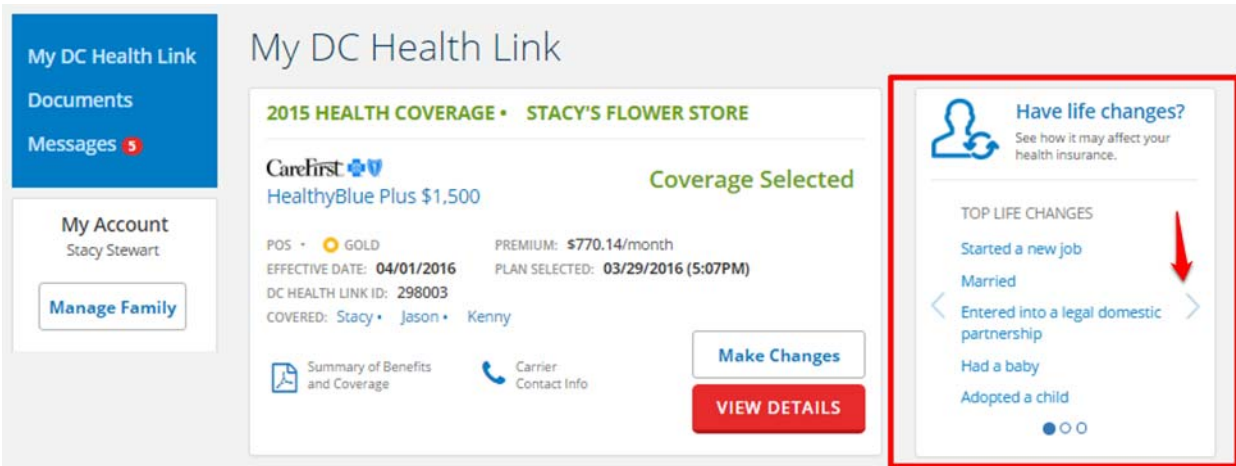 My DC Health Link
Documents
Messages 5
My Account
Stacy Stewart
Manage Family
My DC Health Link
2015 HEALTH COVERAGE • STACY'S FLOWER STORE
CareFirst
HealthyBlue Plus $1,500
Coverage Selected
POS • GOLD
PREMIUM: $770.14/month
EFFECTIVE DATE: 04/01/2016
PLAN SELECTED: 03/29/2016 (5:07PM)
DC HEALTH LINK ID: 298003
COVERED: Stacy • Jason • Kenny
Summary of Benefits
and Coverage
Carrier
Contact Info
Make Changes
VIEW DETAILS
Have life changes?
See how it may affect your
health insurance.
TOP LIFE CHANGES
Started a new job
Married
Entered into a legal domestic
partnership
Had a baby
Adopted a child